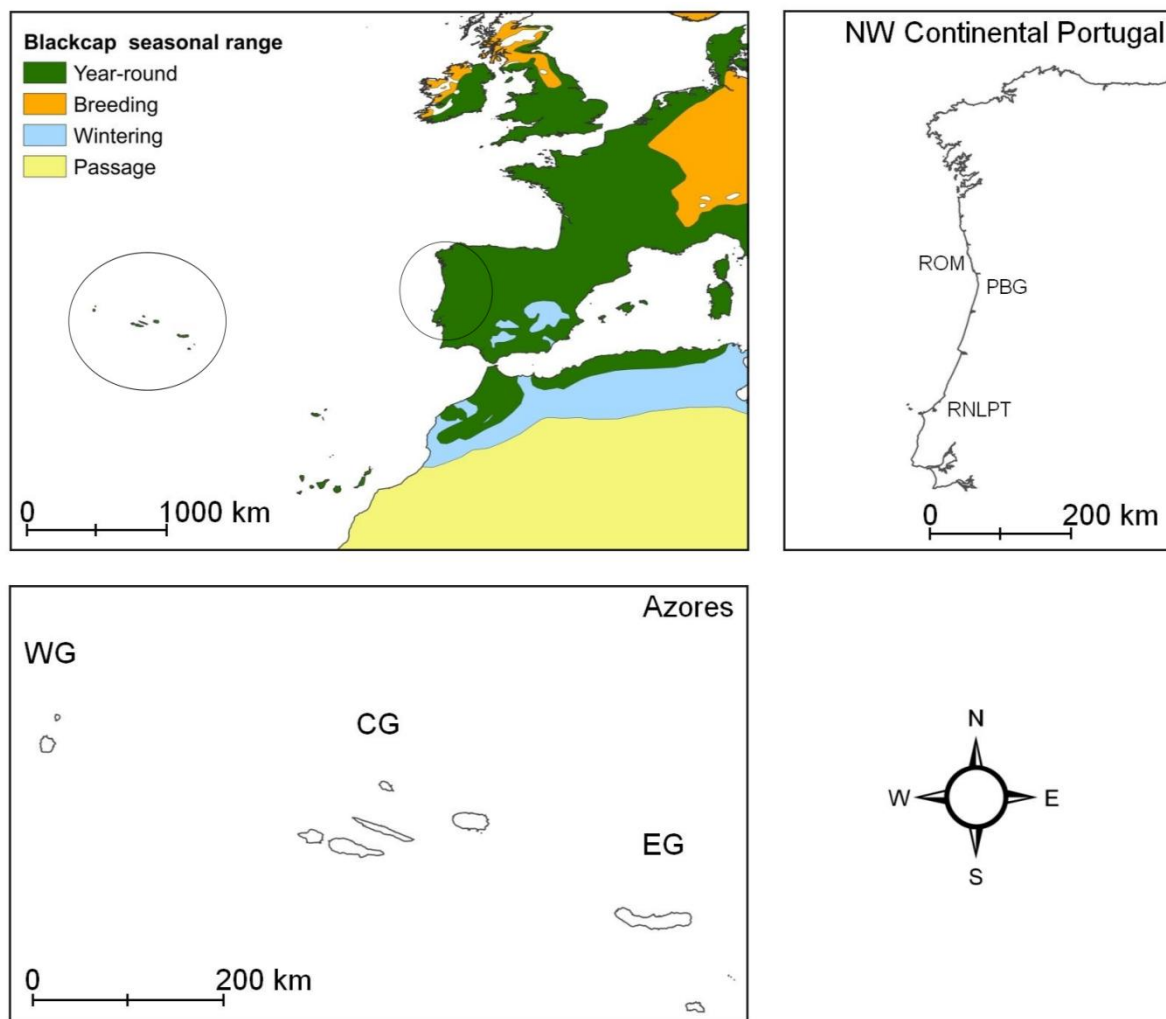 Blackcap seasonal range
Year-round
Breeding
Wintering
Passage
0 1000 km
NW Continental Portugal
ROM
PBG
RNLPT
0 200 km
Azores
WG
CG
EG
0 200 km
N
W E
S